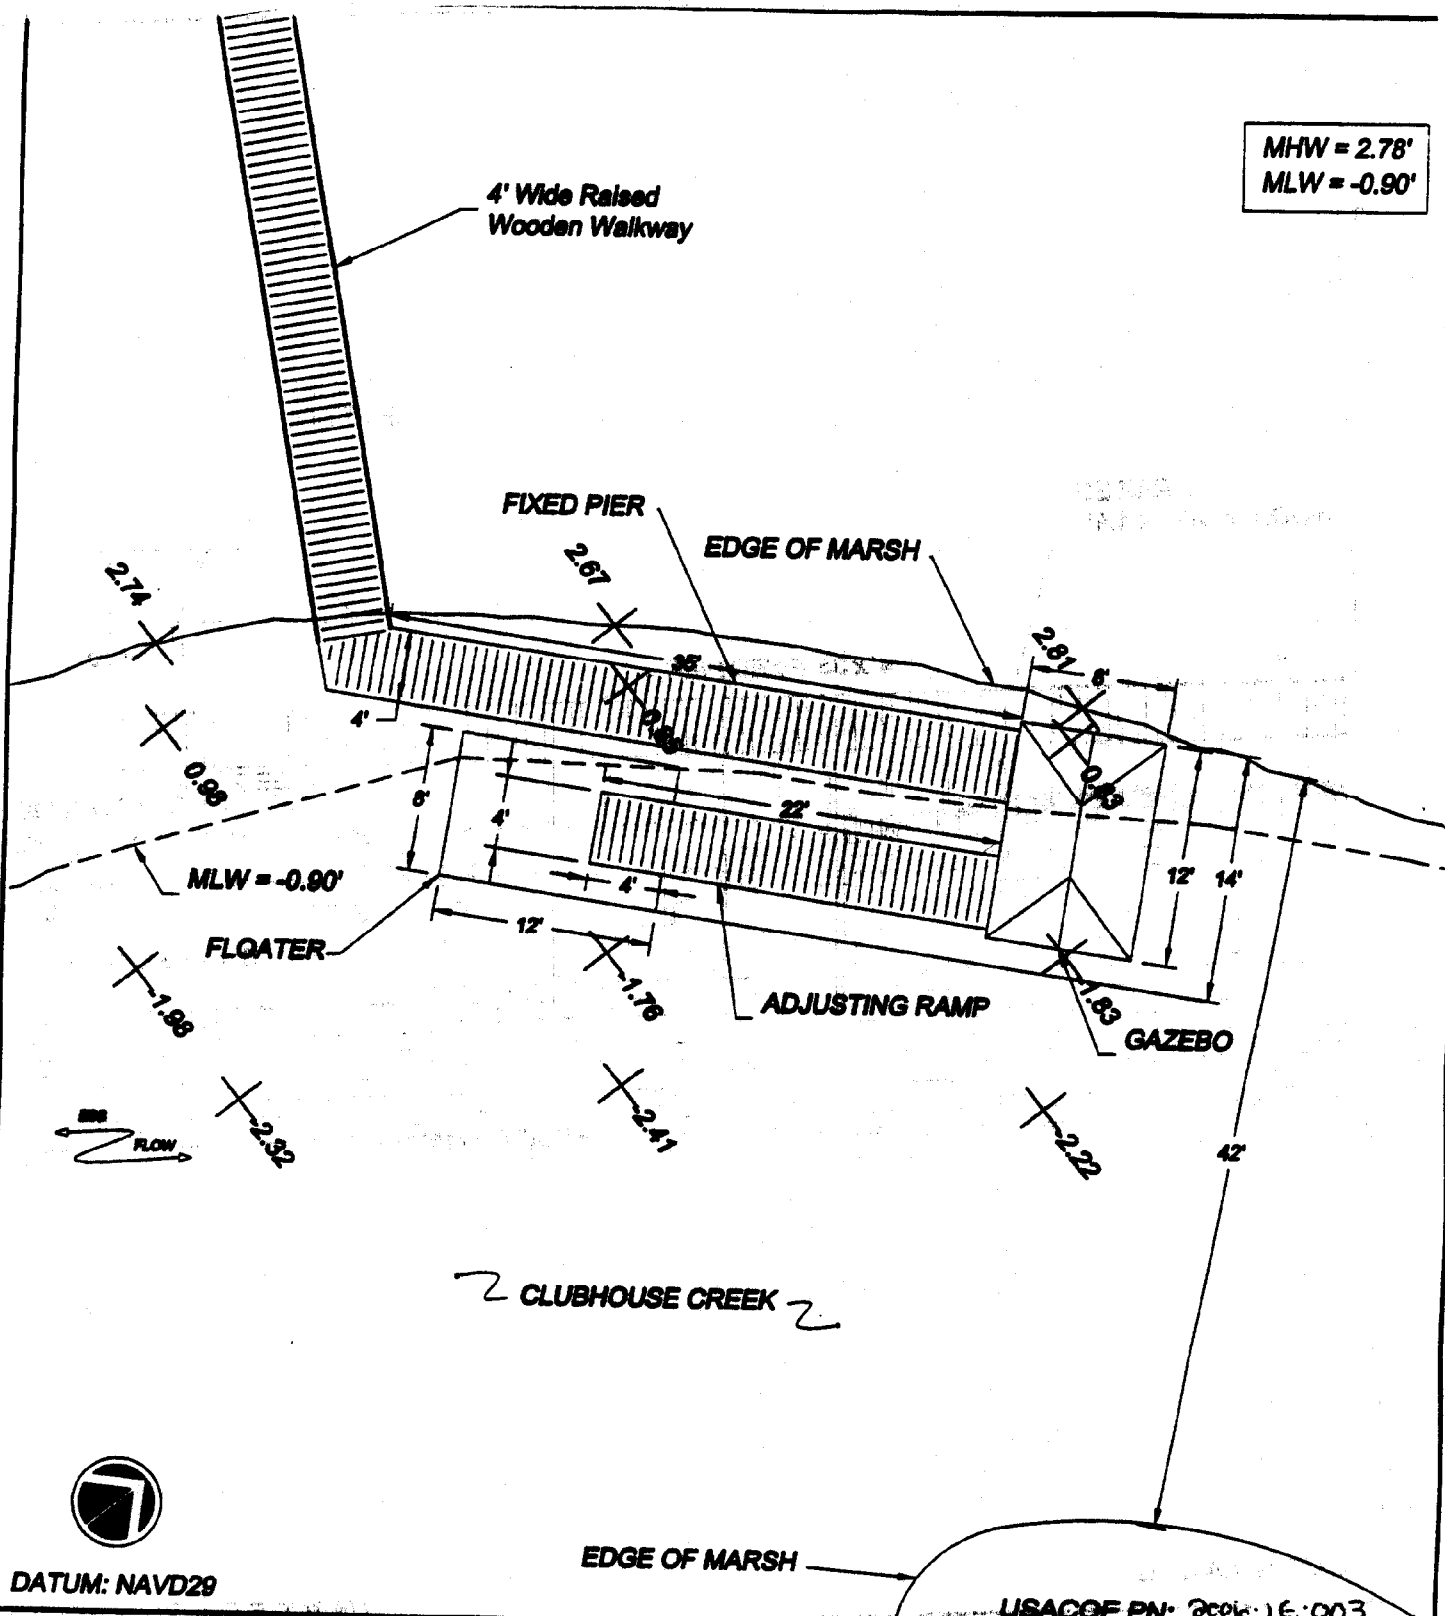 MHW = 2.78'
MLW = -0.90'
4' Wide Raised
Wooden Walkway
FIXED PIER
EDGE OF MARSH
2.74
2.67
2.81
8'
4'
0.98
6'
4'
22'
0.93
12'
14'
MLW = -0.90'
4'
12'
FLOATER
-1.98
-1.76
ADJUSTING RAMP
-1.83
GAZEBO
FLOW
-2.32
-2.41
-2.22
42'
CLUBHOUSE CREEK
EDGE OF MARSH
DATUM: NAVD29
USACOE PN: